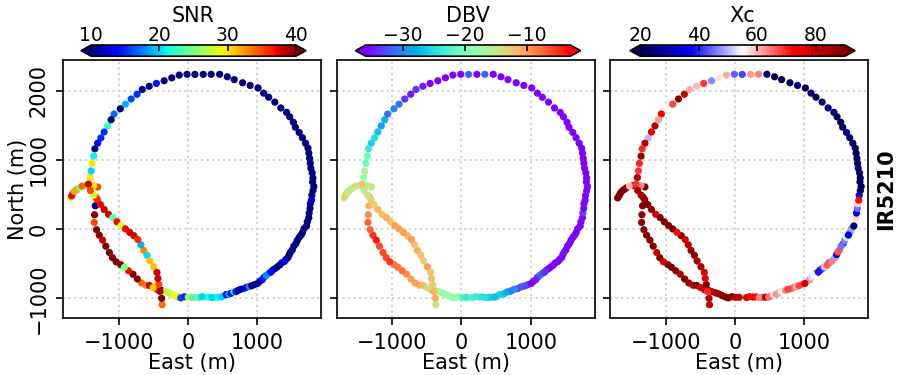 SNR DBV Xc
10 20 30 40 −30 −20 −10 20 40 60 80
2000
1000
0
−1000
North (m)
IR5210
−1000 0 1000 −1000 0 1000 −1000 0 1000
East (m) East (m) East (m)